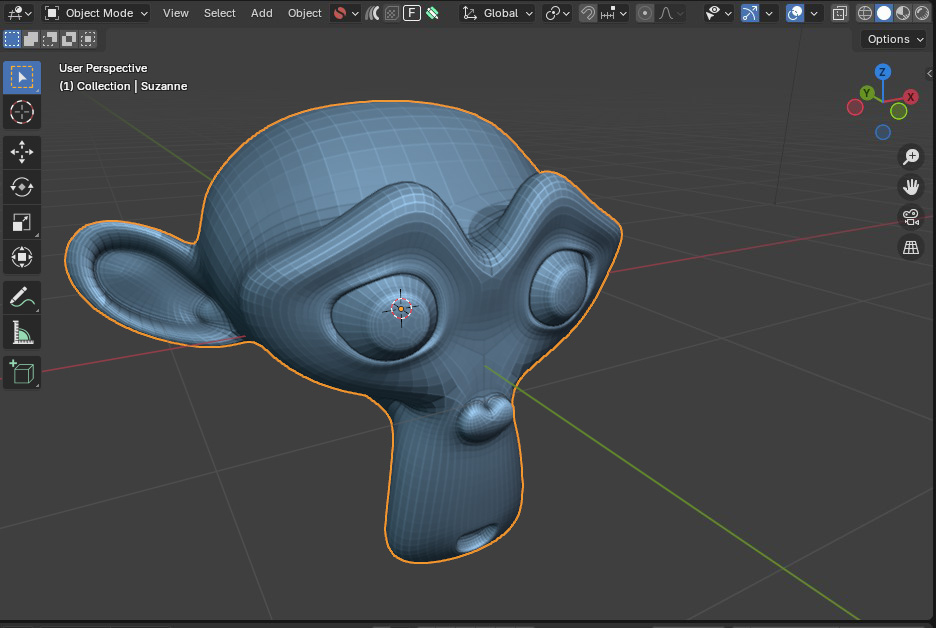 Object Mode View Select Add Object F Global
Options
User Perspective
(1) Collection | Suzanne
Z
Y X